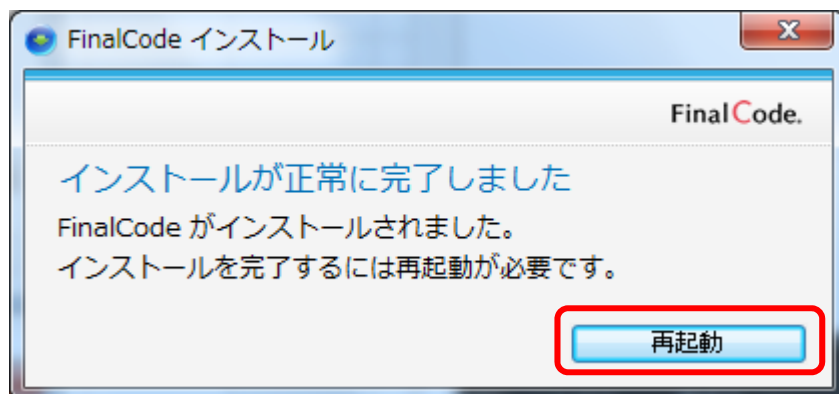 FinalCode インストール
FinalCode.
インストールが正常に完了しました
FinalCode がインストールされました。
インストールを完了するには再起動が必要です。
再起動